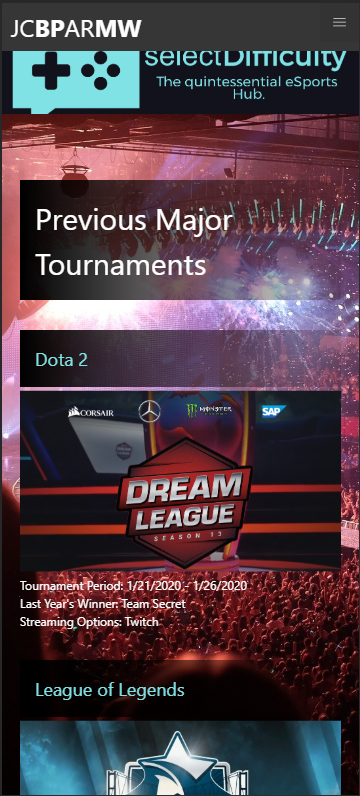 JCBPARMW
selectDifficulty
The quintessential eSports
Hub.
Previous Major
Tournaments
Dota 2
CORSAIR
MONSTER
SAP
DREAM
LEAGUE
SEASON 13
Tournament Period: 1/21/2020 - 1/26/2020
Last Year's Winner: Team Secret
Streaming Options: Twitch
League of Legends